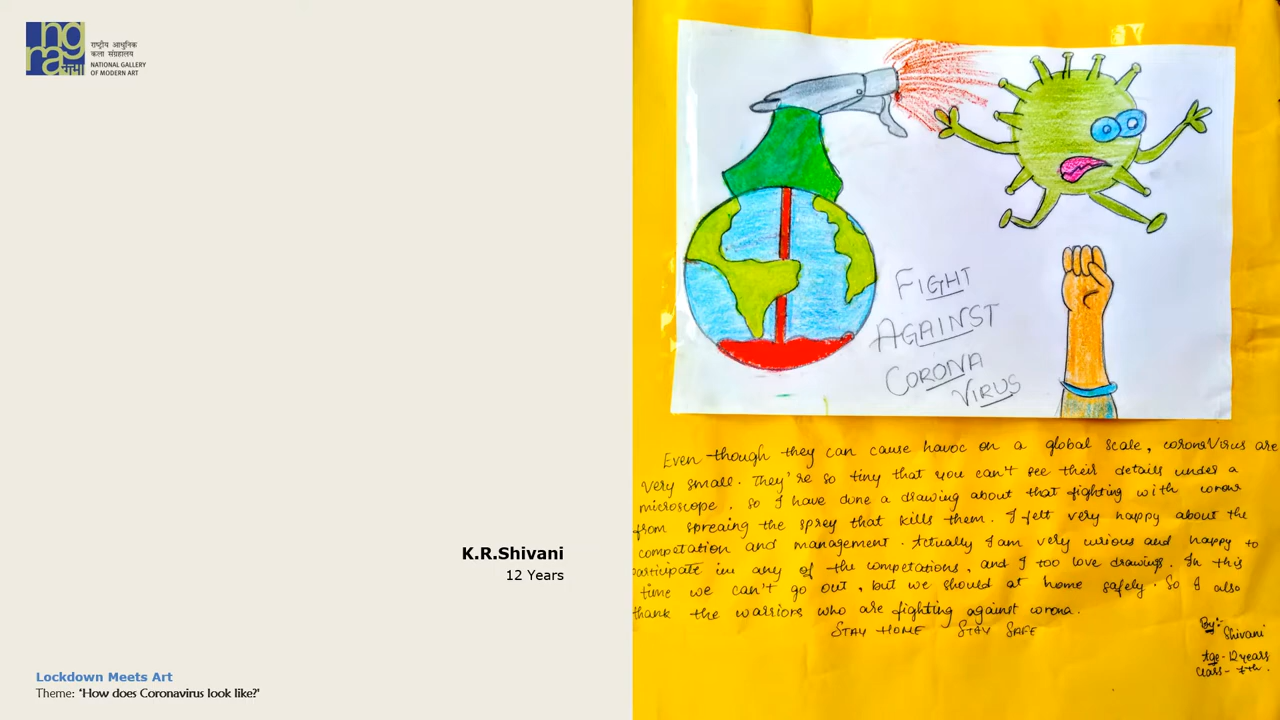 राष्ट्रीय आधुनिक
कला संग्रहालय
NATIONAL GALLERY
OF MODERN ART
K.R.Shivani
12 Years
Lockdown Meets Art
Theme: 'How does Coronavirus look like?'
FIGHT
AGAINST
CORONA
VIRUS
Even though they can cause havoc on a global scale, coronaVirus are
very small. They're so tiny that you can't see their details under a
microscope. So I have done a drawing about that fighting with corona
from spreaing the sprey that kills them. I felt very happy about the
competation and management. Actually I am very curious and happy to
participate in any of the competations, and I too love drawings. In this
time we can't go out, but we should at home safely. So I also
thank the warriors who are fighting against corona.
STAY HOME STAY SAFE
By:-
Shivani
Age - 12 years
Class - 7th.